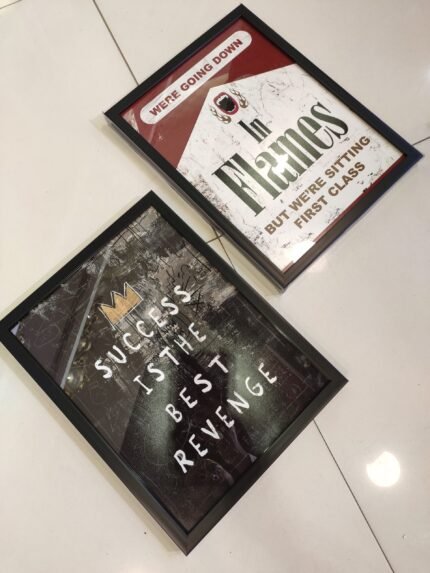 WERE GOING DOWN
In
Flames
BUT WE'RE SITTING
FIRST CLASS
SUCCESS
IS THE
BEST
REVENGE